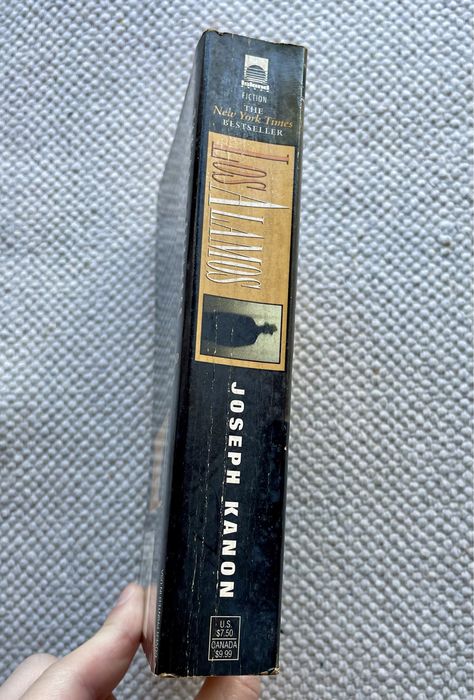 FICTION
THE
New York Times
BESTSELLER
LOS ALAMOS
JOSEPH KANON
U.S.
$7.50
CANADA
$9.99